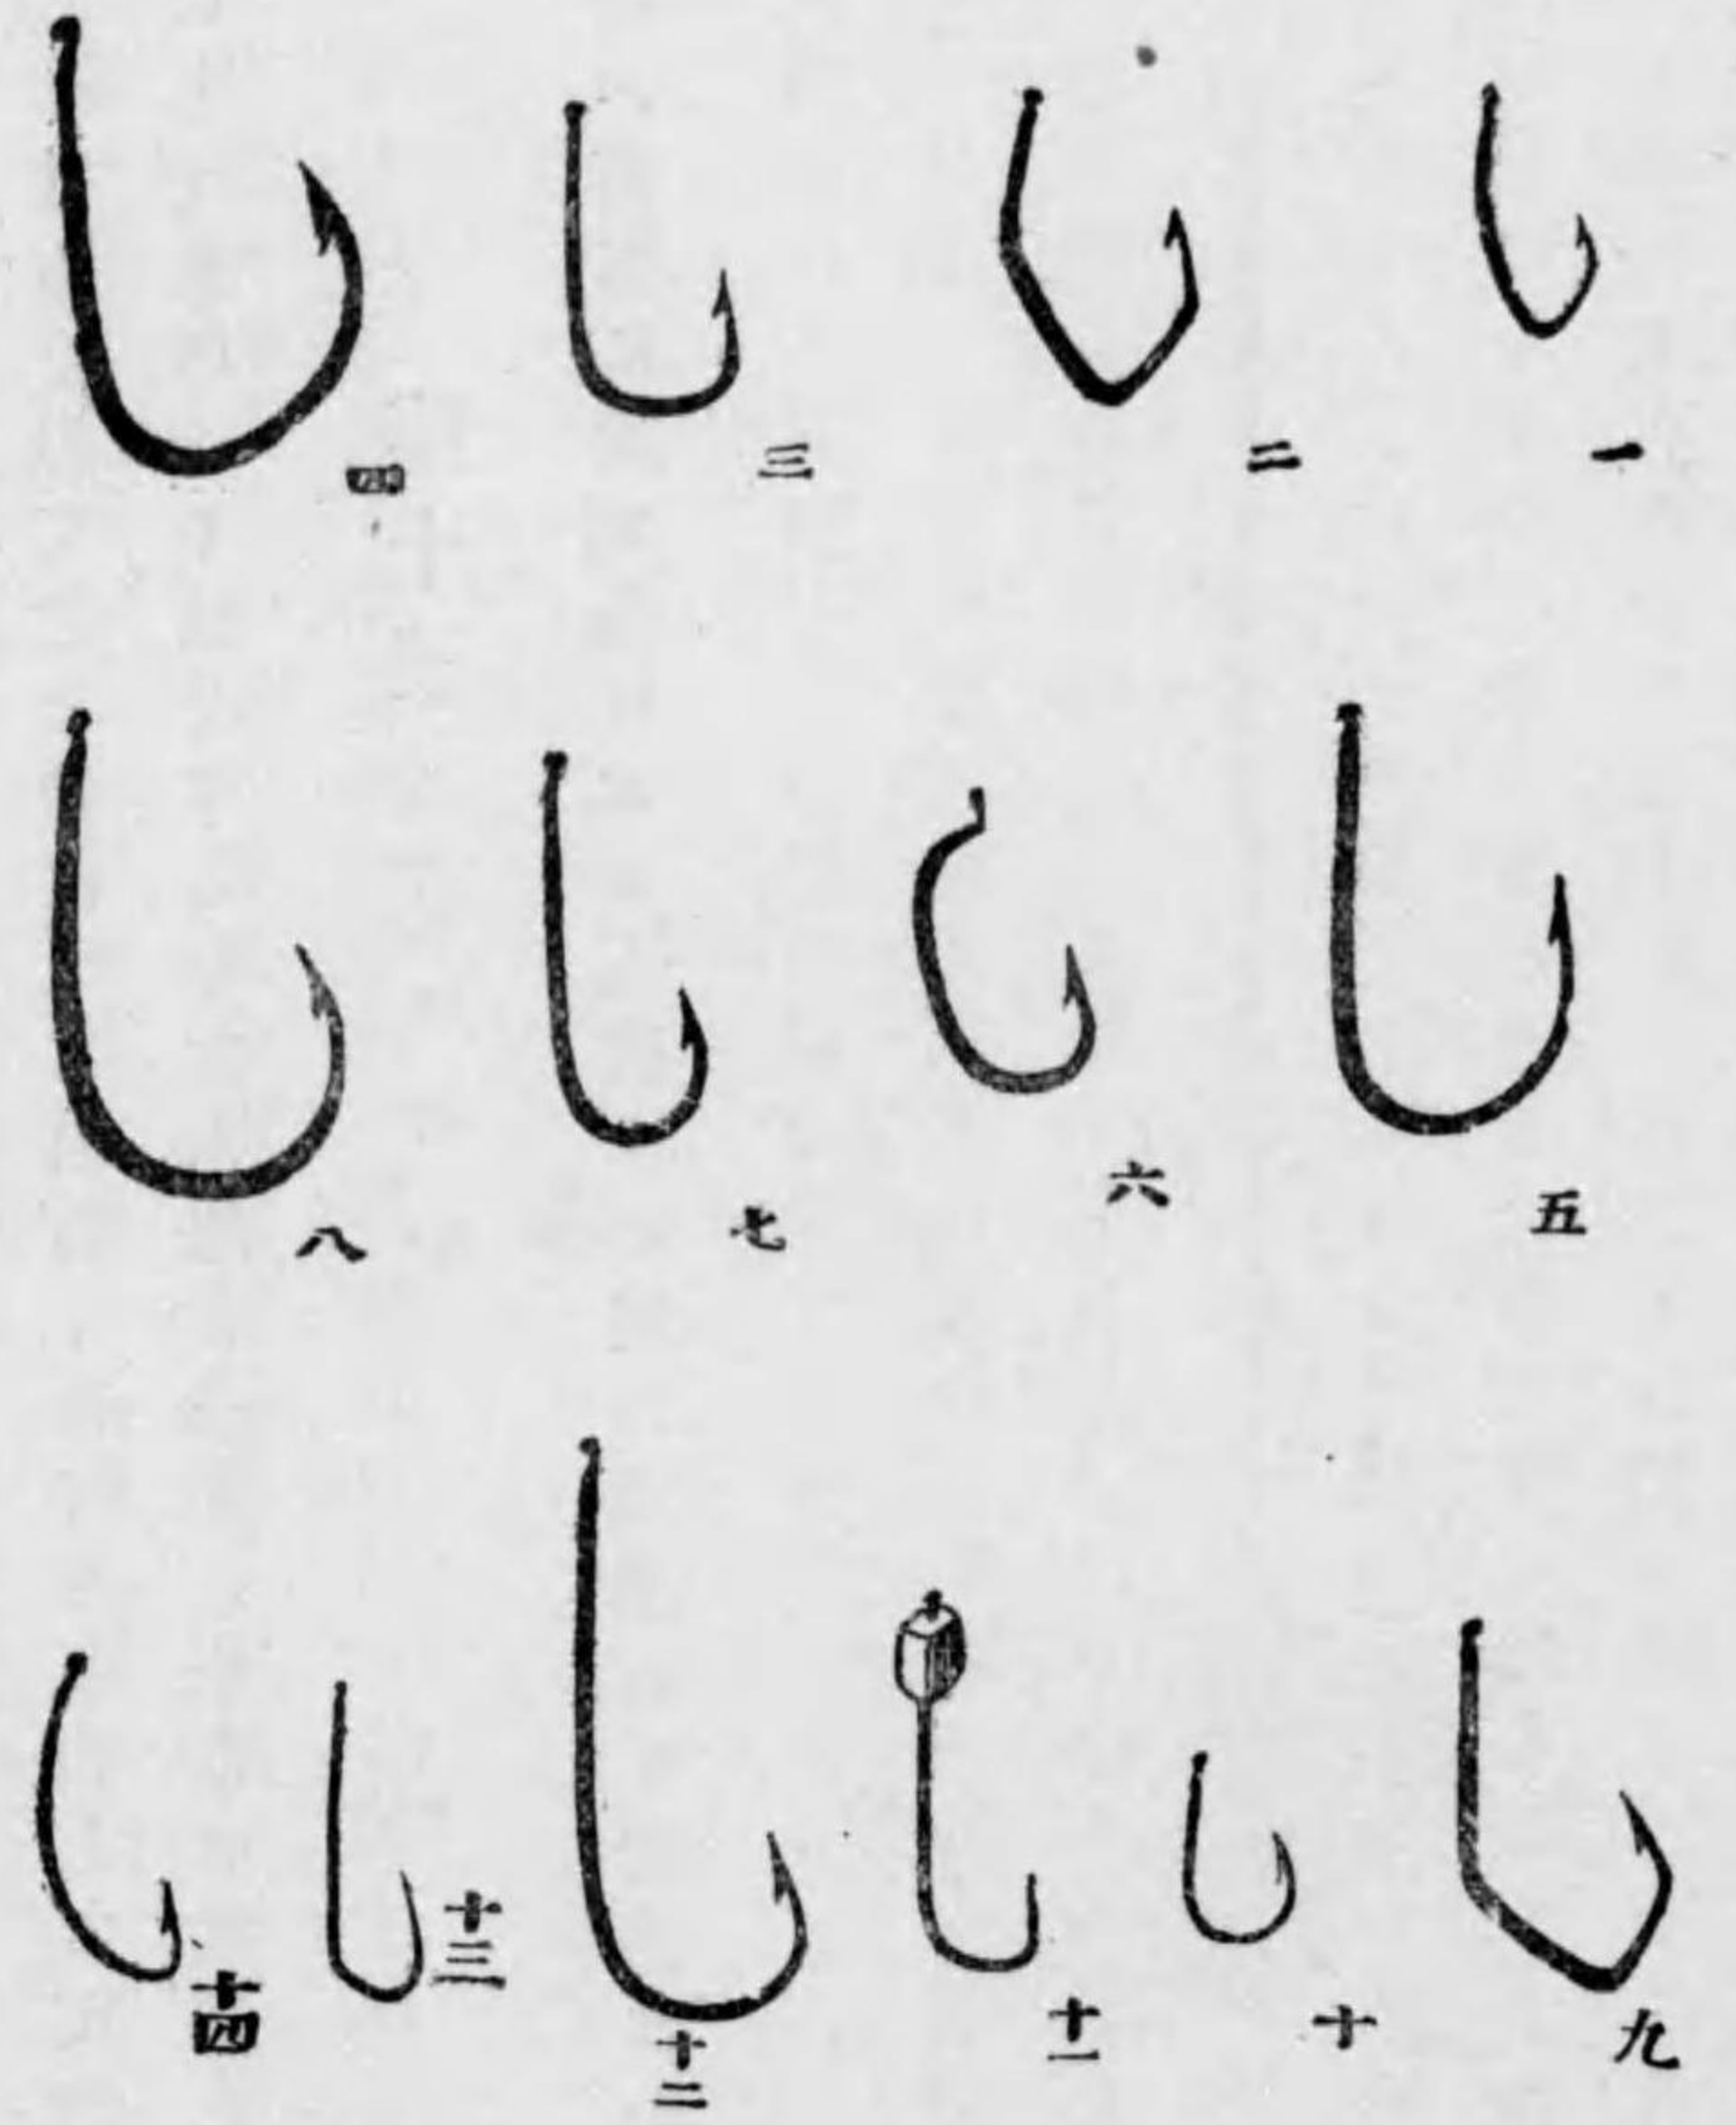 一
二
三
四
五
六
七
八
九
十
十一
十二
十三
十四